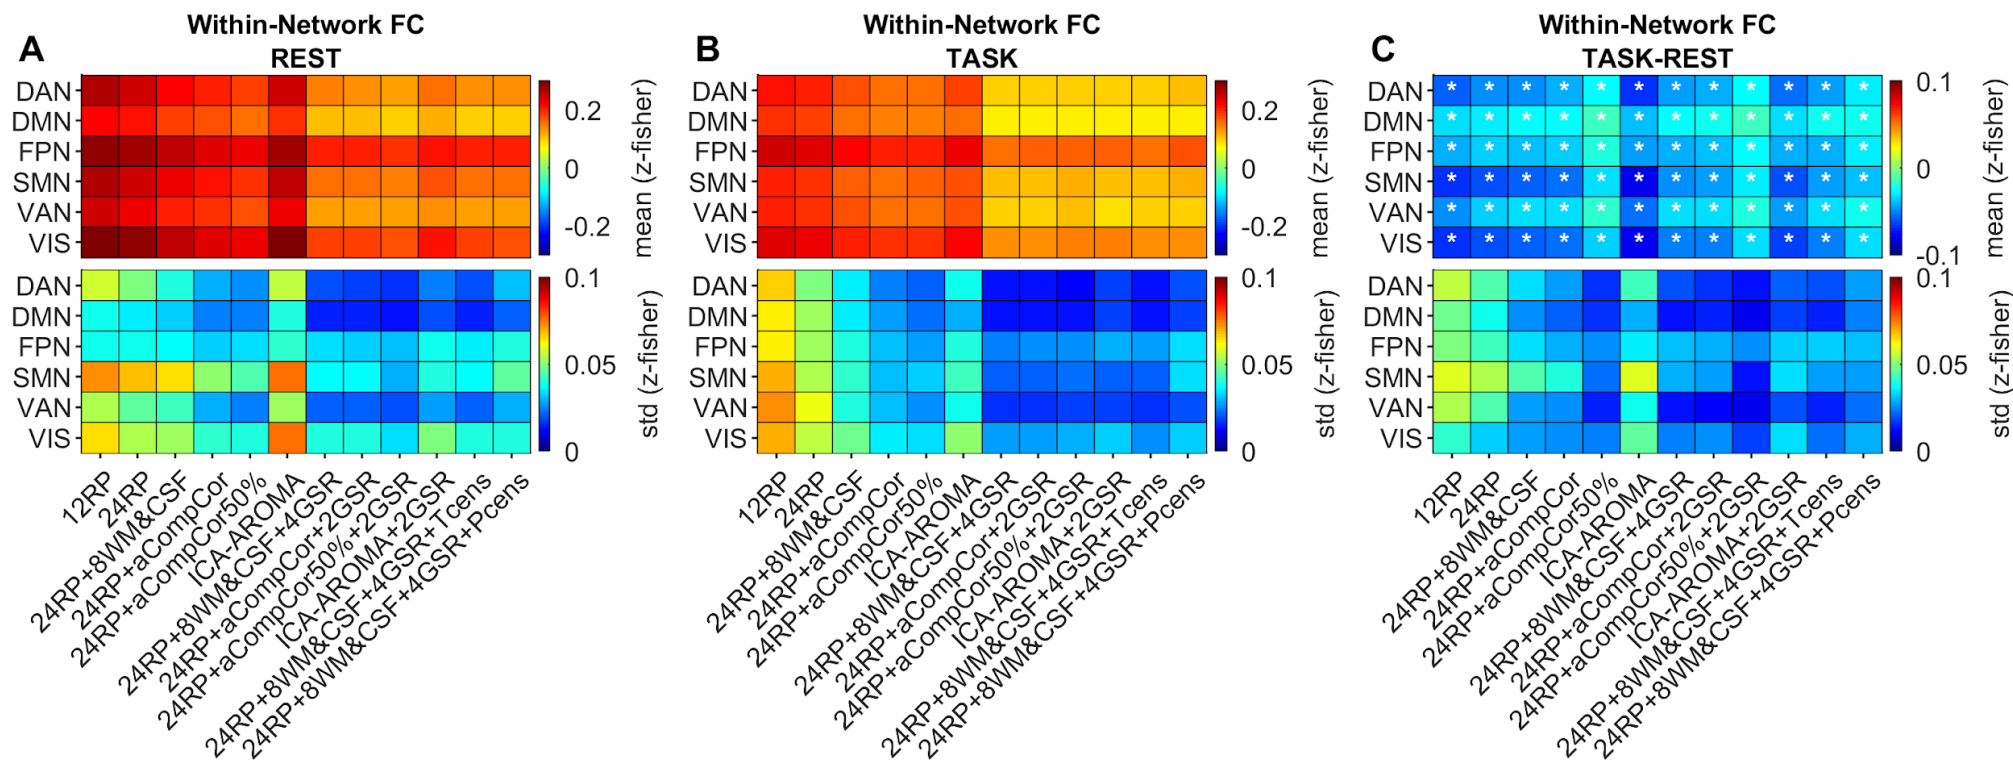 A
Within-Network FC
REST
DAN
DMN
FPN
SMN
VAN
VIS
0.2
0
-0.2
mean (z-fisher)
DAN
DMN
FPN
SMN
VAN
VIS
0.1
0.05
0
std (z-fisher)
12RP
24RP
24RP+8WM&CSF
24RP+aCompCor
24RP+aCompCor50%
ICA-AROMA
24RP+8WM&CSF+4GSR
24RP+aCompCor+2GSR
24RP+aCompCor50%+2GSR
ICA-AROMA+2GSR
24RP+8WM&CSF+4GSR+Tcens
24RP+8WM&CSF+4GSR+Pcens
B
Within-Network FC
TASK
DAN
DMN
FPN
SMN
VAN
VIS
0.2
0
-0.2
mean (z-fisher)
DAN
DMN
FPN
SMN
VAN
VIS
0.1
0.05
0
std (z-fisher)
12RP
24RP
24RP+8WM&CSF
24RP+aCompCor
24RP+aCompCor50%
ICA-AROMA
24RP+8WM&CSF+4GSR
24RP+aCompCor+2GSR
24RP+aCompCor50%+2GSR
ICA-AROMA+2GSR
24RP+8WM&CSF+4GSR+Tcens
24RP+8WM&CSF+4GSR+Pcens
C
Within-Network FC
TASK-REST
DAN * * * * * * * * * * * *
DMN * * * * * * * * * * * *
FPN * * * * * * * * * * * *
SMN * * * * * * * * * * * *
VAN * * * * * * * * * * * *
VIS * * * * * * * * * * * *
0.1
0
-0.1
mean (z-fisher)
DAN
DMN
FPN
SMN
VAN
VIS
0.1
0.05
0
std (z-fisher)
12RP
24RP
24RP+8WM&CSF
24RP+aCompCor
24RP+aCompCor50%
ICA-AROMA
24RP+8WM&CSF+4GSR
24RP+aCompCor+2GSR
24RP+aCompCor50%+2GSR
ICA-AROMA+2GSR
24RP+8WM&CSF+4GSR+Tcens
24RP+8WM&CSF+4GSR+Pcens